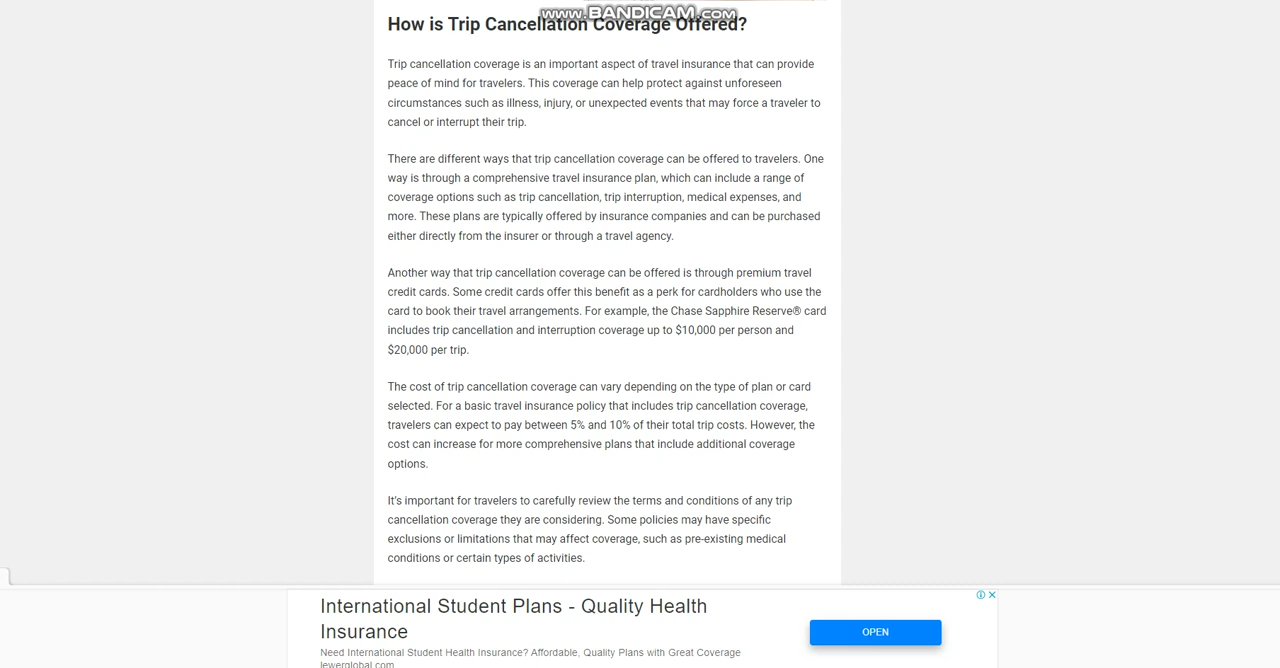 www.BANDICAM.com
How is Trip Cancellation Coverage Offered?
Trip cancellation coverage is an important aspect of travel insurance that can provide
peace of mind for travelers. This coverage can help protect against unforeseen
circumstances such as illness, injury, or unexpected events that may force a traveler to
cancel or interrupt their trip.
There are different ways that trip cancellation coverage can be offered to travelers. One
way is through a comprehensive travel insurance plan, which can include a range of
coverage options such as trip cancellation, trip interruption, medical expenses, and
more. These plans are typically offered by insurance companies and can be purchased
either directly from the insurer or through a travel agency.
Another way that trip cancellation coverage can be offered is through premium travel
credit cards. Some credit cards offer this benefit as a perk for cardholders who use the
card to book their travel arrangements. For example, the Chase Sapphire Reserve® card
includes trip cancellation and interruption coverage up to $10,000 per person and
$20,000 per trip.
The cost of trip cancellation coverage can vary depending on the type of plan or card
selected. For a basic travel insurance policy that includes trip cancellation coverage,
travelers can expect to pay between 5% and 10% of their total trip costs. However, the
cost can increase for more comprehensive plans that include additional coverage
options.
It's important for travelers to carefully review the terms and conditions of any trip
cancellation coverage they are considering. Some policies may have specific
exclusions or limitations that may affect coverage, such as pre-existing medical
conditions or certain types of activities.
International Student Plans - Quality Health
Insurance
Need International Student Health Insurance? Affordable, Quality Plans with Great Coverage
lewerglobal.com
OPEN